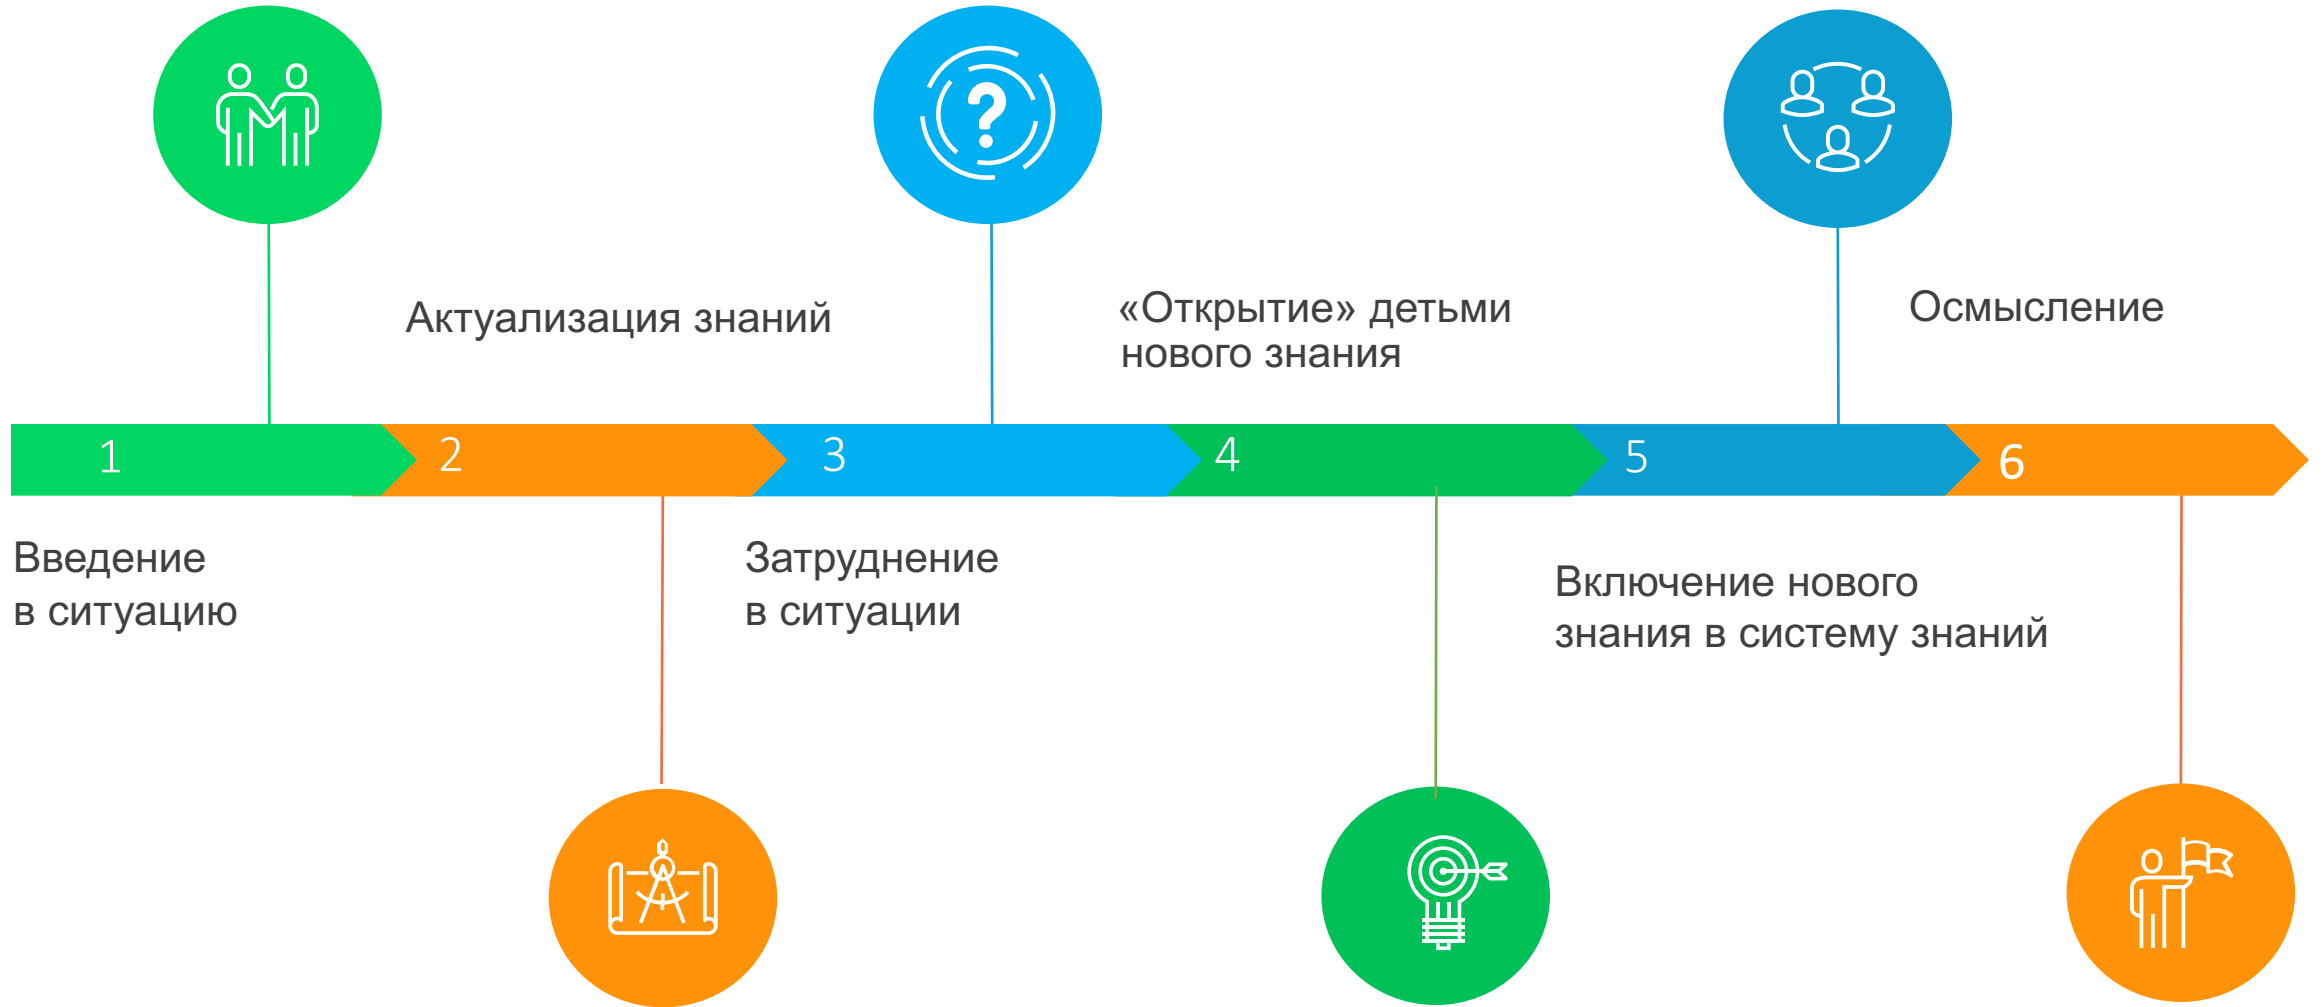 Актуализация знаний
«Открытие» детьми
нового знания
Осмысление
1
2
3
4
5
6
Введение
в ситуацию
Затруднение
в ситуации
Включение нового
знания в систему знаний
?